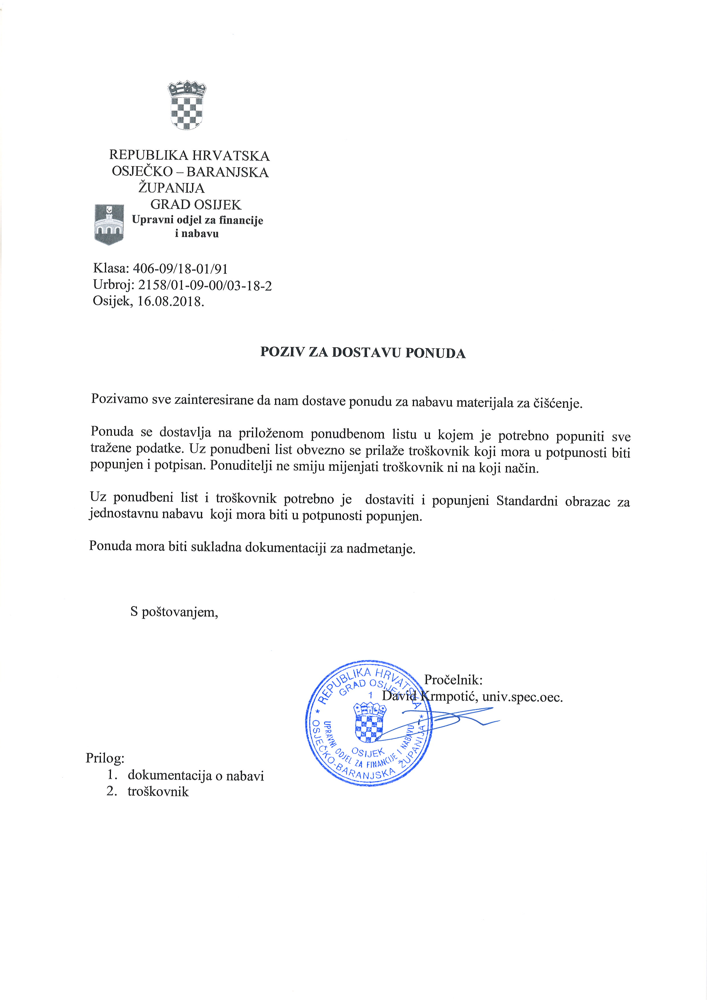 REPUBLIKA HRVATSKA
OSJEČKO – BARANJSKA
ŽUPANIJA
GRAD OSIJEK
Upravni odjel za financije
i nabavu
Klasa: 406-09/18-01/91
Urbroj: 2158/01-09-00/03-18-2
Osijek, 16.08.2018.
POZIV ZA DOSTAVU PONUDA
Pozivamo sve zainteresirane da nam dostave ponudu za nabavu materijala za čišćenje.
Ponuda se dostavlja na priloženom ponudbenom listu u kojem je potrebno popuniti sve
tražene podatke. Uz ponudbeni list obvezno se prilaže troškovnik koji mora u potpunosti biti
popunjen i potpisan. Ponuditelji ne smiju mijenjati troškovnik ni na koji način.
Uz ponudbeni list i troškovnik potrebno je dostaviti i popunjeni Standardni obrazac za
jednostavnu nabavu koji mora biti u potpunosti popunjen.
Ponuda mora biti sukladna dokumentaciji za nadmetanje.
S poštovanjem,
Pročelnik:
David Krmpotić, univ.spec.oec.
* REPUBLIKA HRVATSKA *
GRAD OSIJEK
1
OSIJEK
UPRAVNI ODJEL ZA FINANCIJE I NABAVU
OSJEČKO-BARANJSKA ŽUPANIJA
Prilog:
1. dokumentacija o nabavi
2. troškovnik